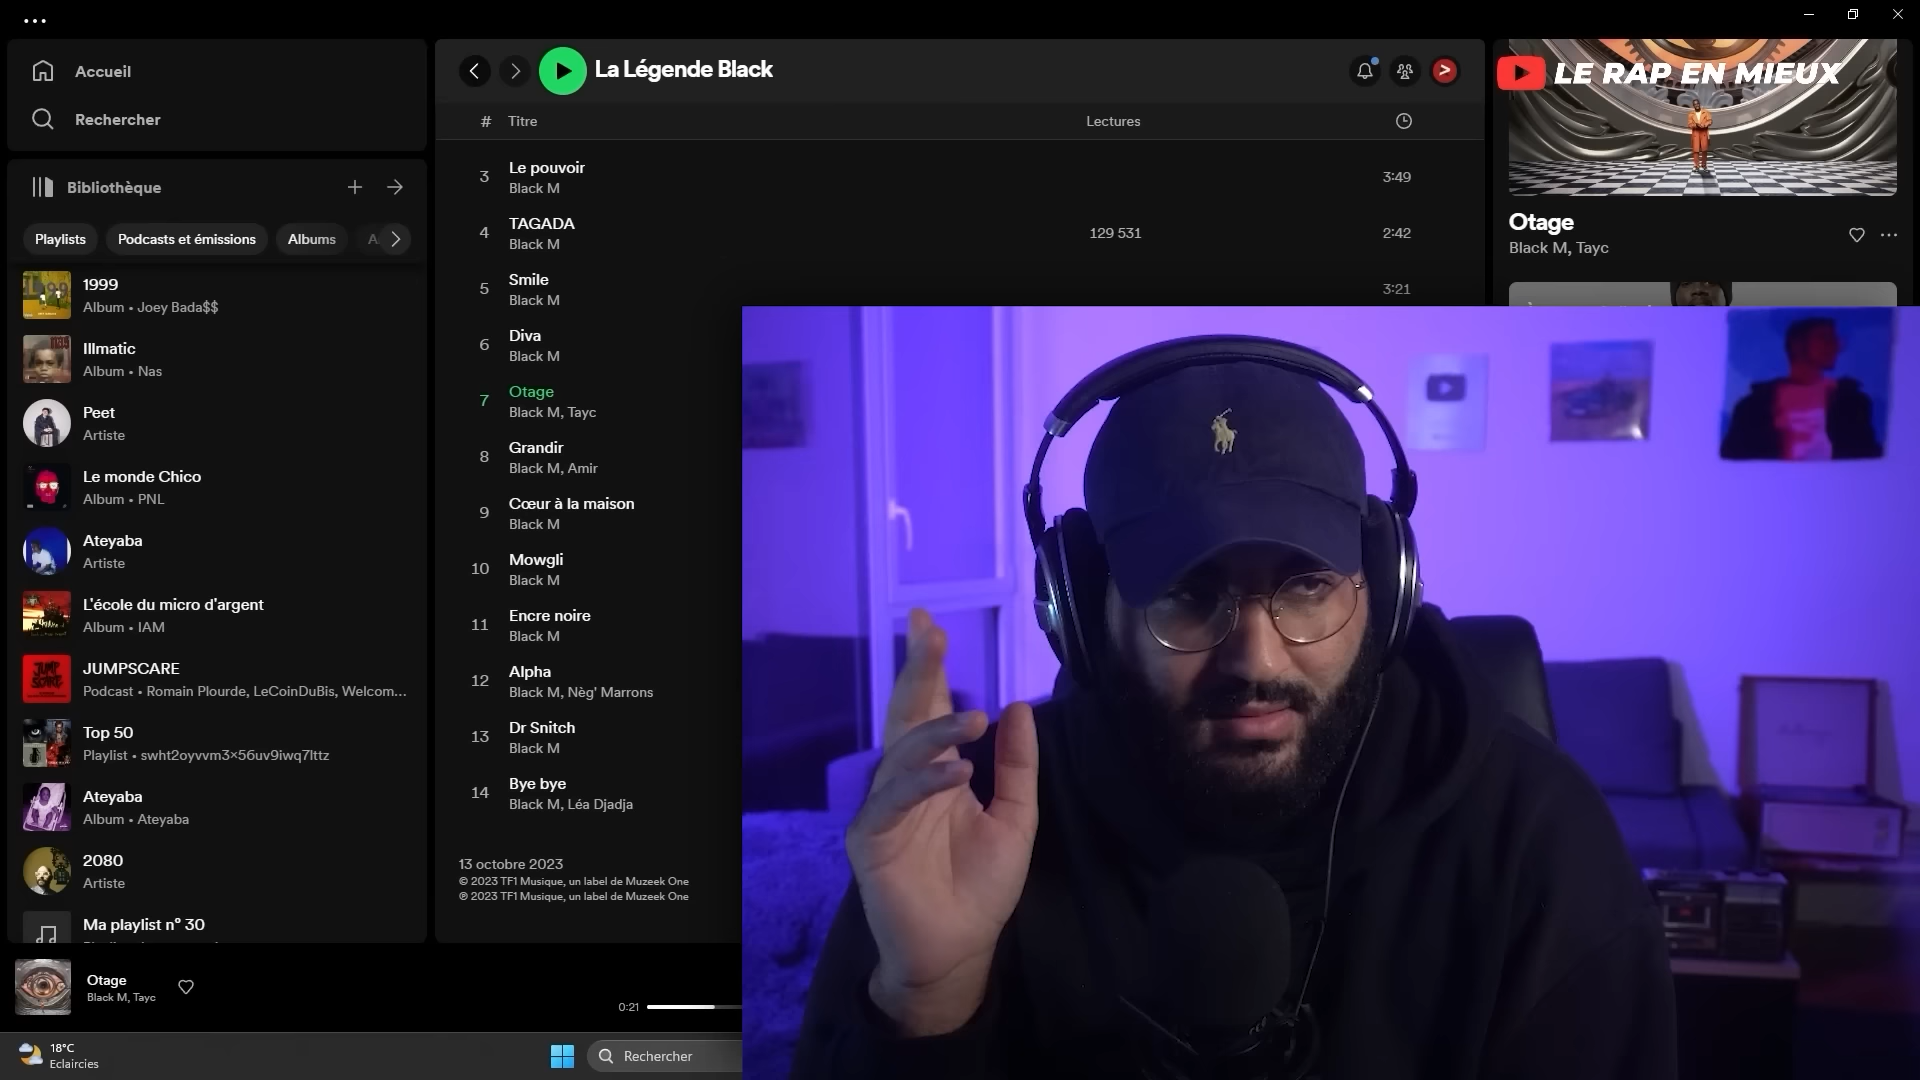 Accueil
Rechercher
Bibliothèque
Playlists
Podcasts et émissions
Albums
1999
Album • Joey Bada$$
Illmatic
Album • Nas
Peet
Artiste
Le monde Chico
Album • PNL
Ateyaba
Artiste
L'école du micro d'argent
Album • IAM
JUMPSCARE
Podcast • Romain Plourde, LeCoinDuBis, Welcom...
Top 50
Playlist • swht2oyvvm3x56uv9iwq7lttz
Ateyaba
Album • Ateyaba
2080
Artiste
Ma playlist n° 30
La Légende Black
# Titre Lectures
3 Le pouvoir 3:49
Black M
4 TAGADA 129 531 2:42
Black M
5 Smile 3:21
Black M
6 Diva
Black M
7 Otage
Black M, Tayc
8 Grandir
Black M, Amir
9 Cœur à la maison
Black M
10 Mowgli
Black M
11 Encre noire
Black M
12 Alpha
Black M, Nèg' Marrons
13 Dr Snitch
Black M
14 Bye bye
Black M, Léa Djadja
13 octobre 2023
© 2023 TF1 Musique, un label de Muzeek One
℗ 2023 TF1 Musique, un label de Muzeek One
LE RAP EN MIEUX
Otage
Black M, Tayc
Otage
Black M, Tayc
0:21
18°C
Eclaircies
Rechercher